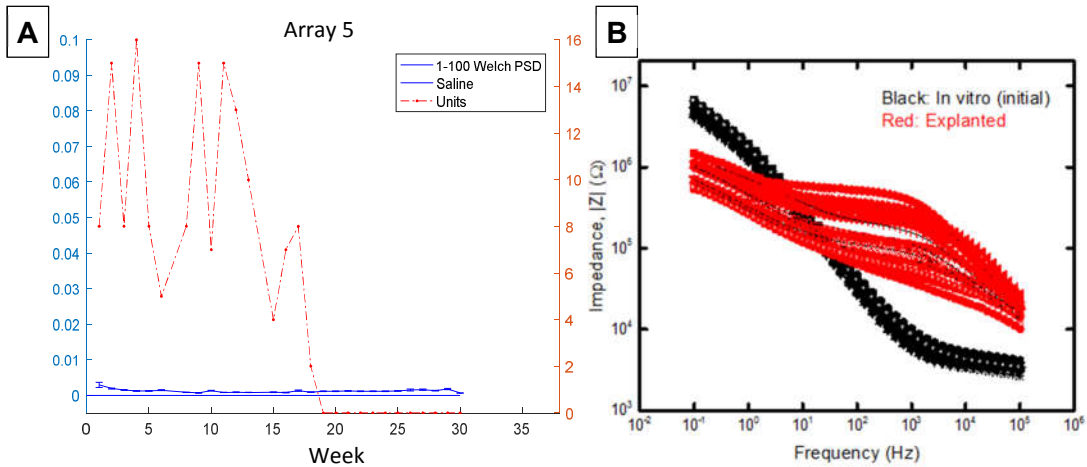 A
Array 5
0.1
0.09
0.08
0.07
0.06
0.05
0.04
0.03
0.02
0.01
0
16
14
12
10
8
6
4
2
0
1-100 Welch PSD
Saline
Units
0 5 10 15 20 25 30 35
Week
B
Black: In vitro (initial)
Red: Explanted
Impedance, |Z| (Ω)
10⁷
10⁶
10⁵
10⁴
10³
10⁻² 10⁻¹ 10⁰ 10¹ 10² 10³ 10⁴ 10⁵ 10⁶
Frequency (Hz)